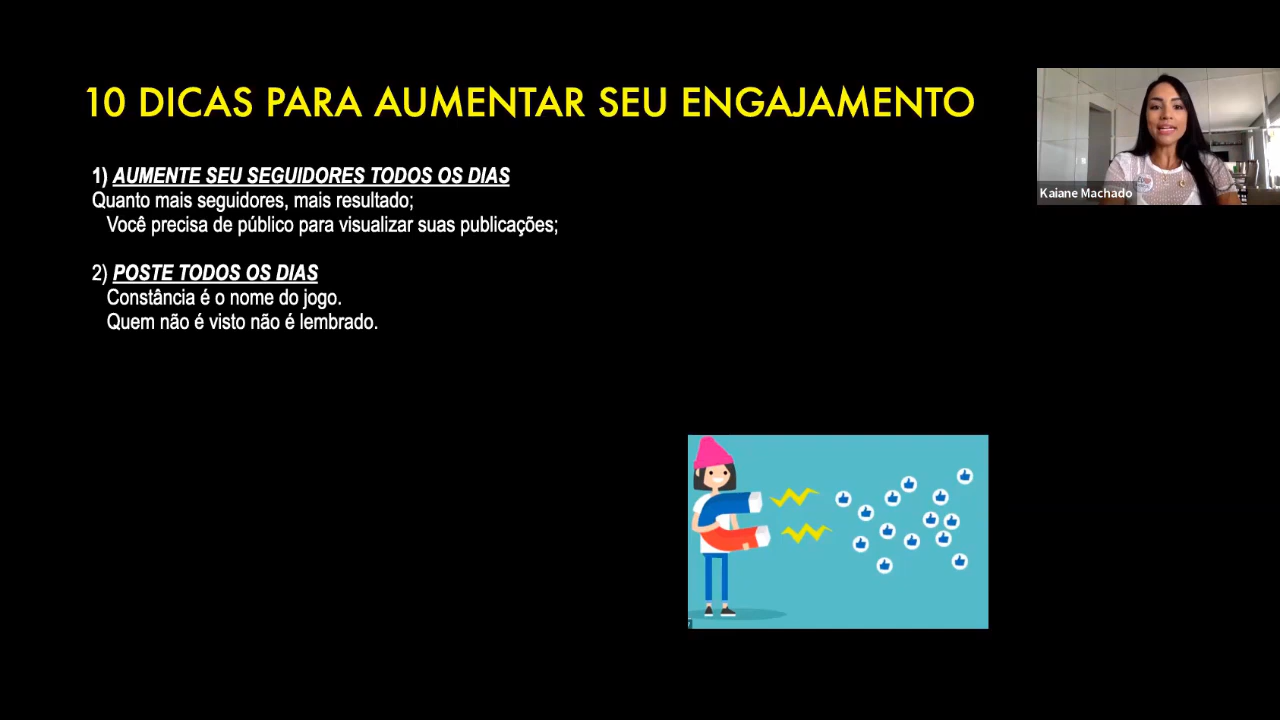 10 DICAS PARA AUMENTAR SEU ENGAJAMENTO
1) AUMENTE SEU SEGUIDORES TODOS OS DIAS
Quanto mais seguidores, mais resultado;
Você precisa de público para visualizar suas publicações;
2) POSTE TODOS OS DIAS
Constância é o nome do jogo.
Quem não é visto não é lembrado.
Kaiane Machado